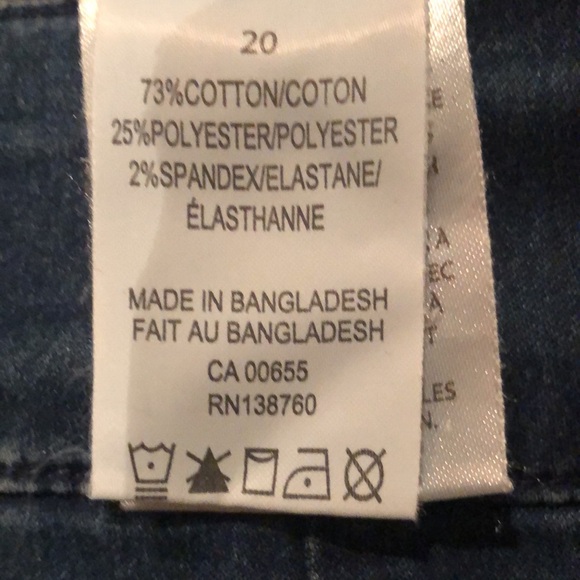 20
73%COTTON/COTON
25%POLYESTER/POLYESTER
2%SPANDEX/ELASTANE/
ÉLASTHANNE
MADE IN BANGLADESH
FAIT AU BANGLADESH
CA 00655
RN138760